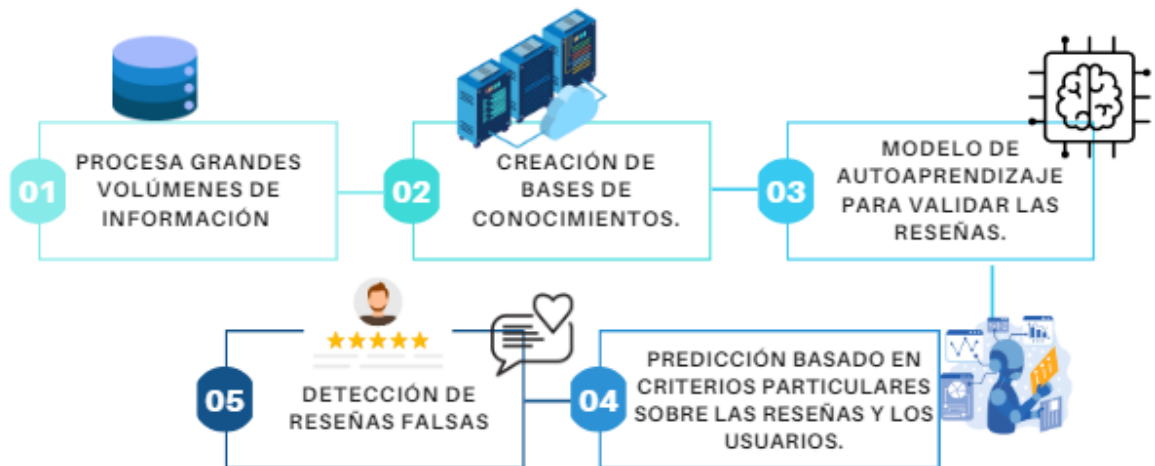 01
PROCESA GRANDES
VOLÚMENES DE
INFORMACIÓN
02
CREACIÓN DE
BASES DE
CONOCIMIENTOS.
03
MODELO DE
AUTOAPRENDIZAJE
PARA VALIDAR LAS
RESEÑAS.
04
PREDICCIÓN BASADO EN
CRITERIOS PARTICULARES
SOBRE LAS RESEÑAS Y LOS
USUARIOS.
05
DETECCIÓN DE
RESEÑAS FALSAS